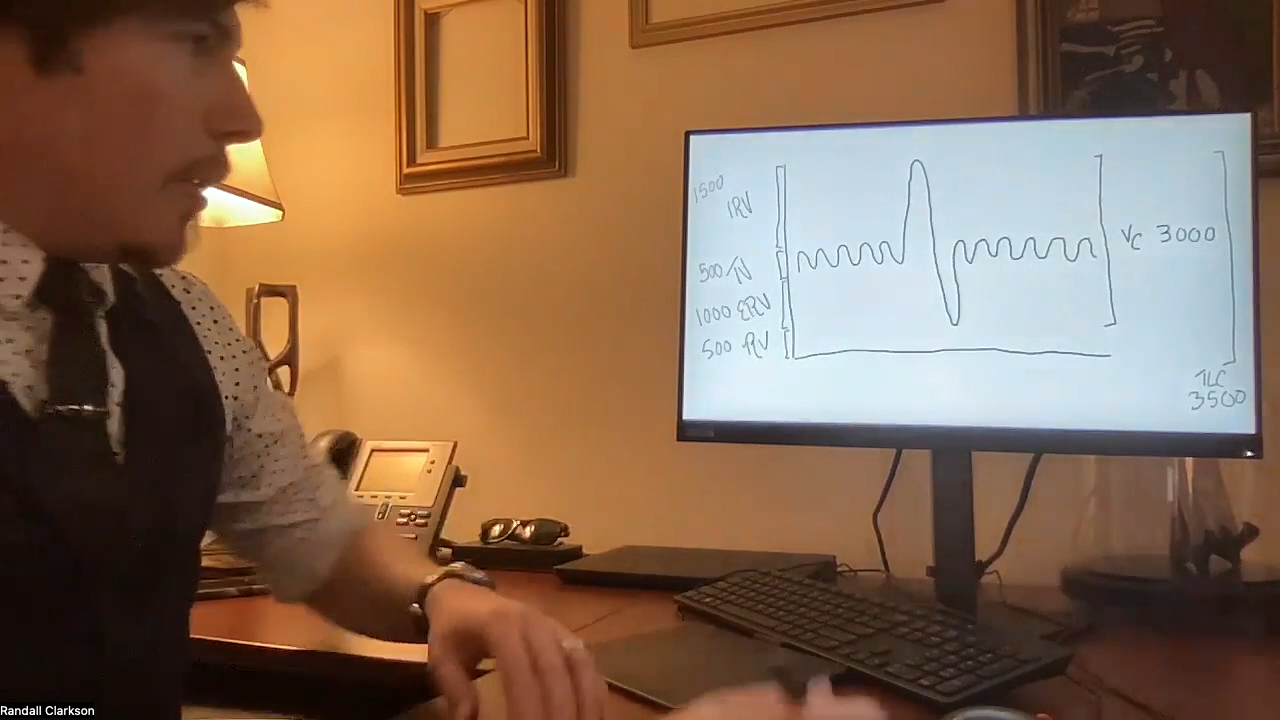 1500
IRV
500/TV
1000 ERV
500 RV
VC 3000
TLC
3500
Randall Clarkson